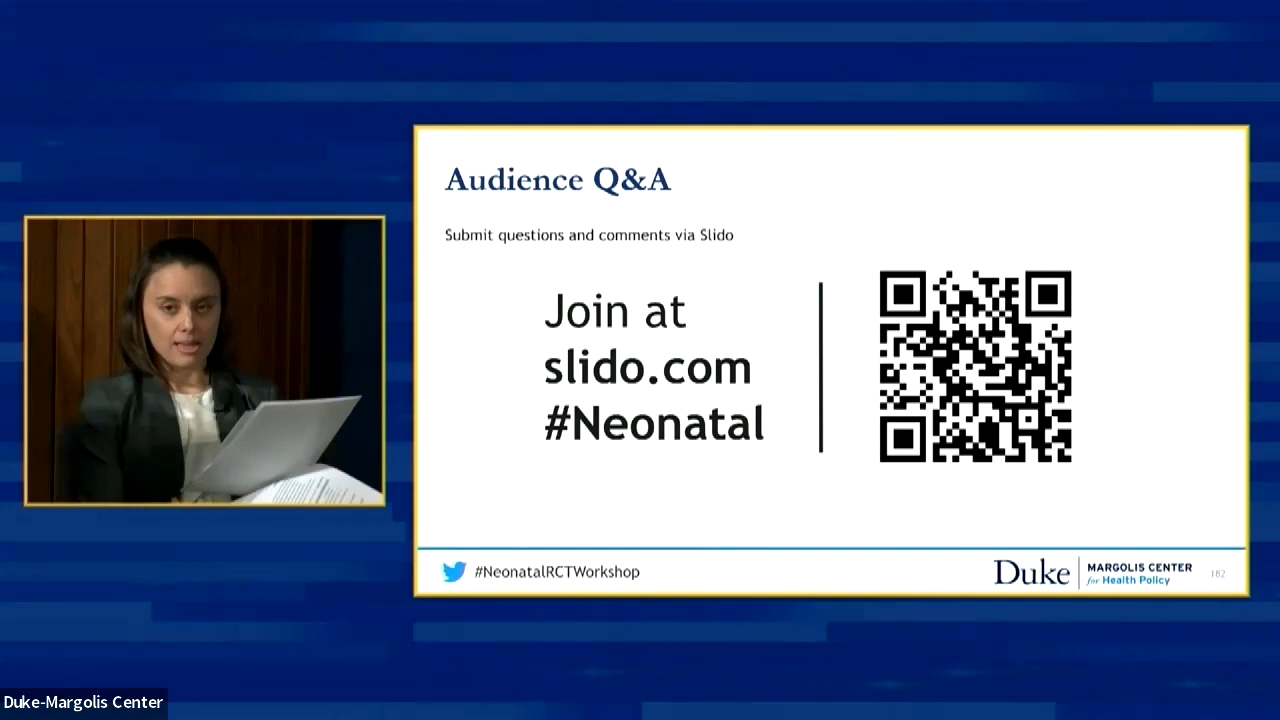 Audience Q&A
Submit questions and comments via Slido
Join at
slido.com
#Neonatal
#NeonatalRCTWorkshop
Duke
MARGOLIS CENTER
for Health Policy
182
Duke-Margolis Center